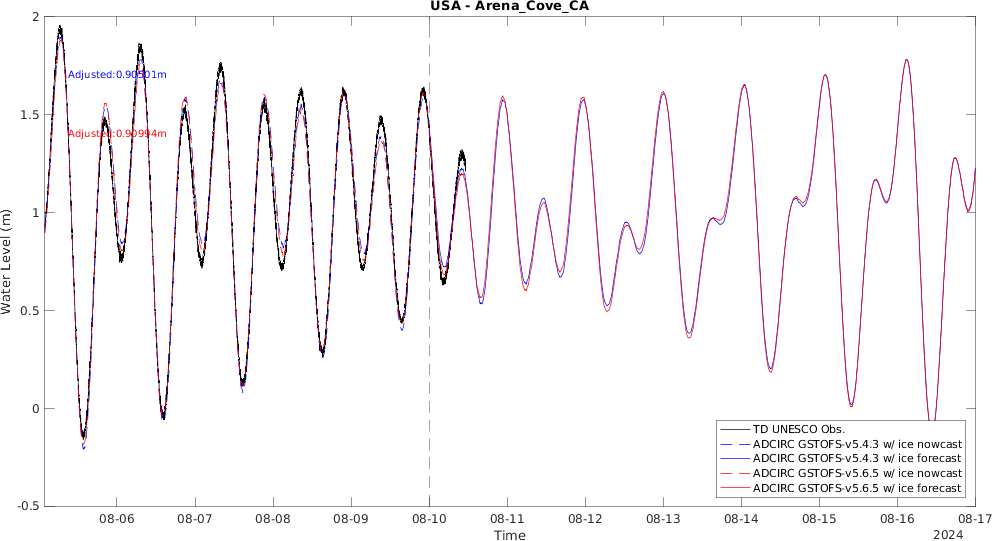 USA - Arena_Cove_CA
2
1.5
1
0.5
0
-0.5
Water Level (m)
Adjusted:0.90501m
Adjusted:0.90994m
TD UNESCO Obs.
ADCIRC GSTOFS-v5.4.3 w/ ice nowcast
ADCIRC GSTOFS-v5.4.3 w/ ice forecast
ADCIRC GSTOFS-v5.6.5 w/ ice nowcast
ADCIRC GSTOFS-v5.6.5 w/ ice forecast
08-06 08-07 08-08 08-09 08-10 08-11 08-12 08-13 08-14 08-15 08-16 08-17
Time
2024